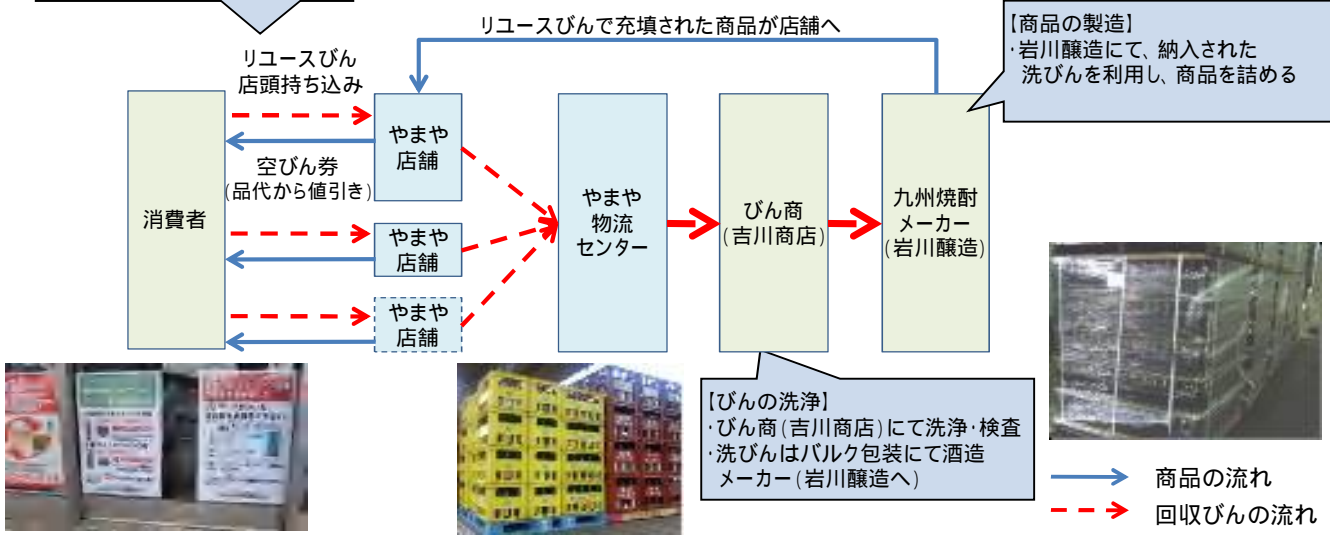 リユースびんで充填された商品が店舗へ
【商品の製造】
・岩川醸造にて、納入された
洗びんを利用し、商品を詰める
リユースびん
店頭持ち込み
やまや
店舗
空びん券
(品代から値引き)
消費者
やまや
店舗
やまや
店舗
やまや
物流
センター
びん商
(吉川商店)
九州焼酎
メーカー
(岩川醸造)
【びんの洗浄】
・びん商(吉川商店)にて洗浄・検査
・洗びんはバルク包装にて酒造
メーカー(岩川醸造へ)
商品の流れ
回収びんの流れ